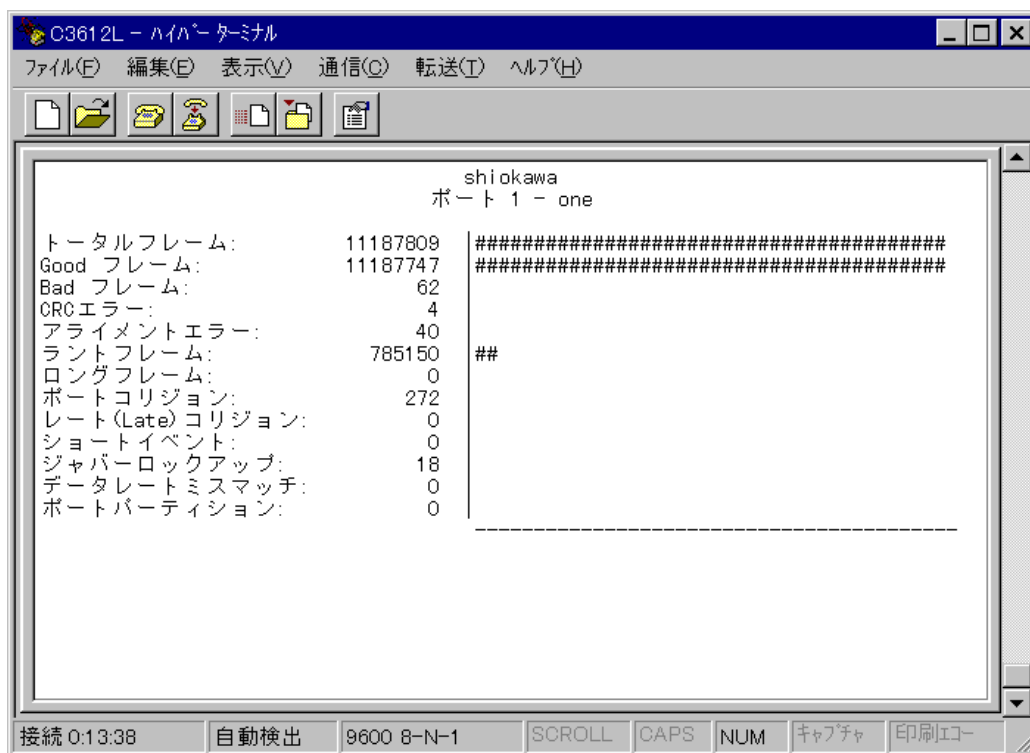 C3612L - ﾊｲﾊﾟｰ ﾀｰﾐﾅﾙ
ﾌｧｲﾙ(F) 編集(E) 表示(V) 通信(C) 転送(T) ﾍﾙﾌﾟ(H)
shiokawa
ポート 1 - one
トータルフレーム: 11187809 ########################################
Good フレーム: 11187747 ########################################
Bad フレーム: 62
CRCエラー: 4
アライメントエラー: 40
ラントフレーム: 785150 ##
ロングフレーム: 0
ポートコリジョン: 272
レート(Late)コリジョン: 0
ショートイベント: 0
ジャバーロックアップ: 18
データレートミスマッチ: 0
ポートパーティション: 0
-----------------------------------------
接続 0:13:38 自動検出 9600 8-N-1 SCROLL CAPS NUM ｷｬﾌﾟﾁｬ 印刷ｴｺｰ